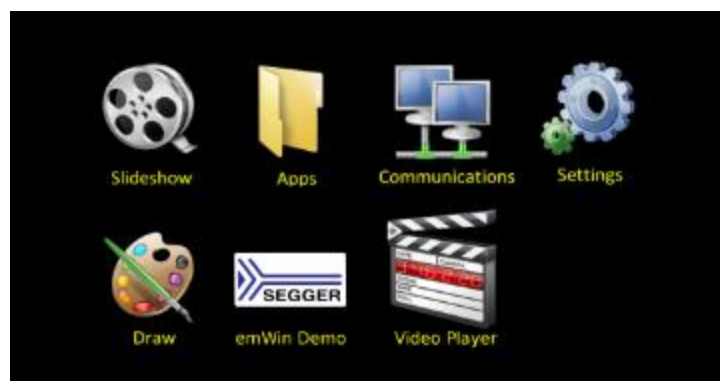 Slideshow
Apps
Communications
Settings
SEGGER
Draw
emWin Demo
Video Player